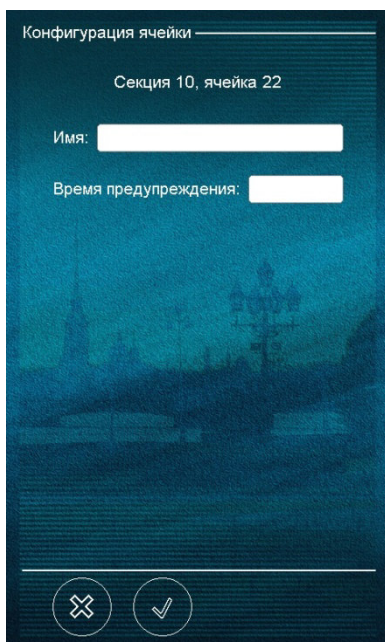 Конфигурация ячейки
Секция 10, ячейка 22
Имя:
Время предупреждения: